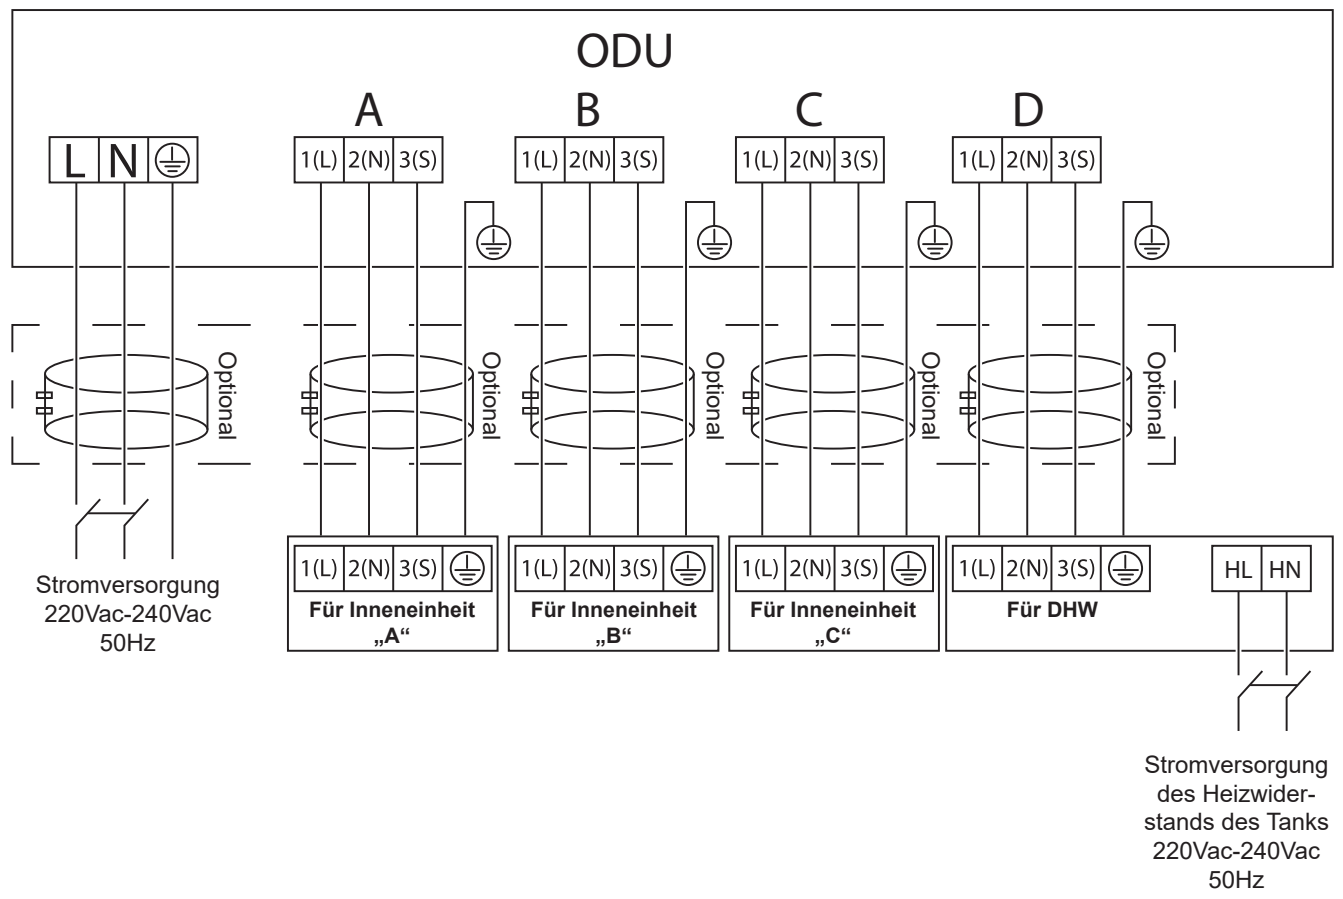 ODU
A B C D
L N 1(L) 2(N) 3(S) 1(L) 2(N) 3(S) 1(L) 2(N) 3(S) 1(L) 2(N) 3(S)
Optional Optional Optional Optional Optional
1(L) 2(N) 3(S) 1(L) 2(N) 3(S) 1(L) 2(N) 3(S) 1(L) 2(N) 3(S) HL HN
Für Inneneinheit
„A“
Für Inneneinheit
„B“
Für Inneneinheit
„C“
Für DHW
Stromversorgung
220Vac-240Vac
50Hz
Stromversorgung
des Heizwider-
stands des Tanks
220Vac-240Vac
50Hz